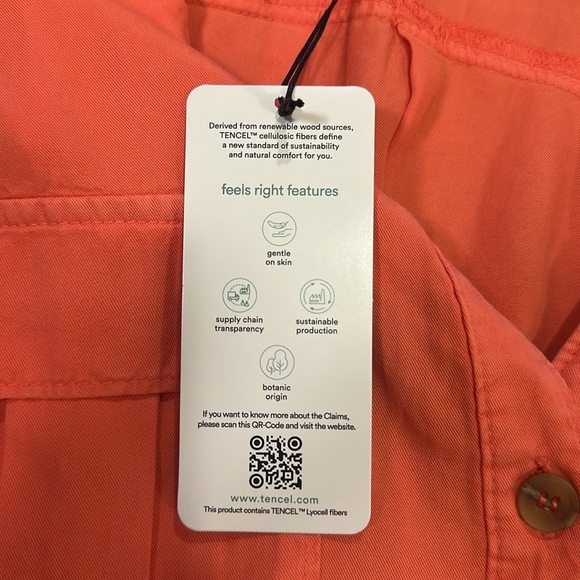 Derived from renewable wood sources,
TENCEL™ cellulosic fibers define
a new standard of sustainability
and natural comfort for you.
feels right features
gentle
on skin
supply chain
transparency
sustainable
production
botanic
origin
If you want to know more about the Claims,
please scan this QR-Code and visit the website.
www.tencel.com
This product contains TENCEL™ Lyocell fibers